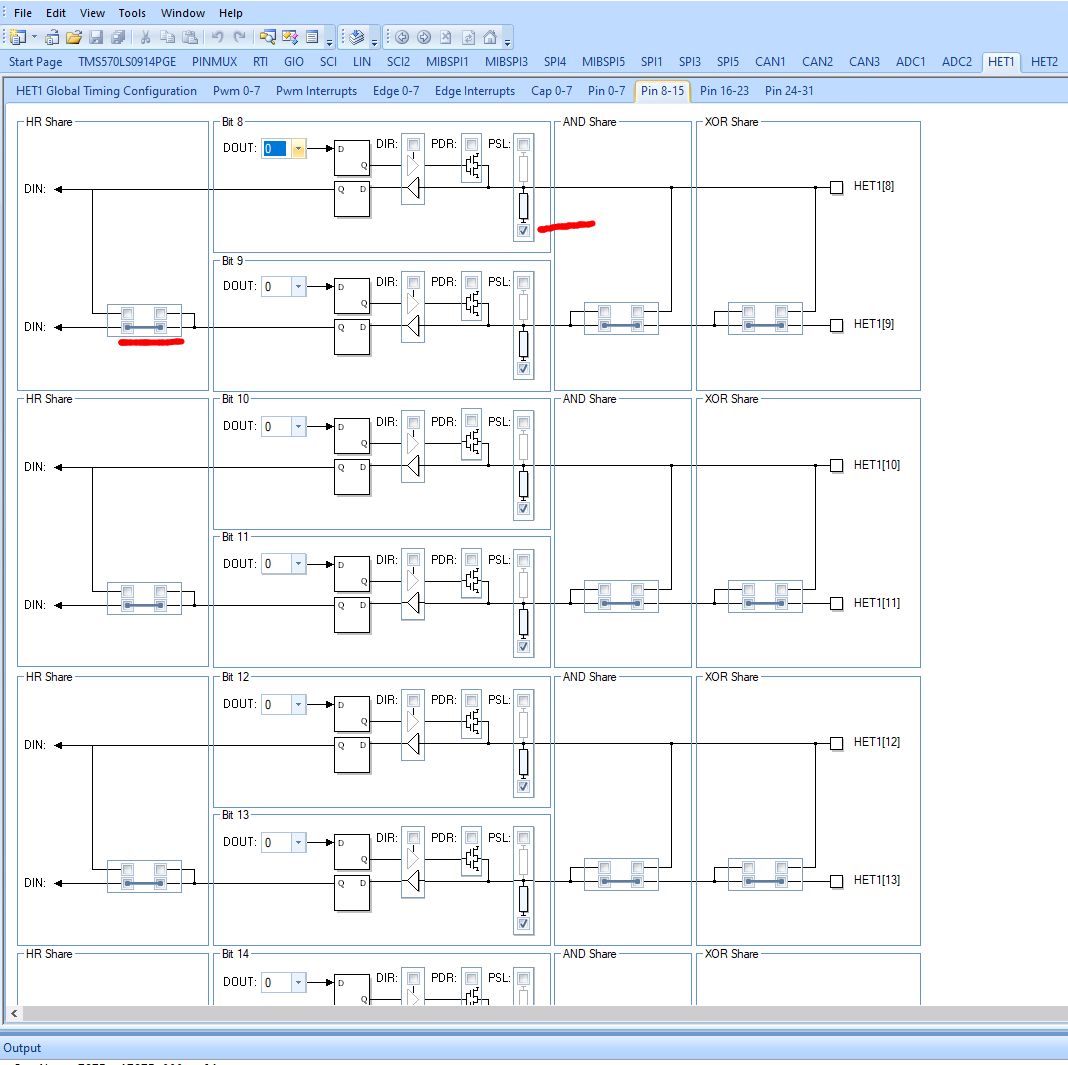 File Edit View Tools Window Help
Start Page TMS570LS0914PGE PINMUX RTI GIO SCI LIN SCI2 MIBSPI1 MIBSPI3 SPI4 MIBSPI5 SPI1 SPI3 SPI5 CAN1 CAN2 CAN3 ADC1 ADC2 HET1 HET2
HET1 Global Timing Configuration Pwm 0-7 Pwm Interrupts Edge 0-7 Edge Interrupts Cap 0-7 Pin 0-7 Pin 8-15 Pin 16-23 Pin 24-31
HR Share Bit 8 AND Share XOR Share
DOUT: 0 D Q DIR: PDR: PSL:
DIN: Q D HET1[8]
Bit 9
DOUT: 0 D Q DIR: PDR: PSL:
DIN: Q D HET1[9]
HR Share Bit 10 AND Share XOR Share
DOUT: 0 D Q DIR: PDR: PSL:
DIN: Q D HET1[10]
Bit 11
DOUT: 0 D Q DIR: PDR: PSL:
DIN: Q D HET1[11]
HR Share Bit 12 AND Share XOR Share
DOUT: 0 D Q DIR: PDR: PSL:
DIN: Q D HET1[12]
Bit 13
DOUT: 0 D Q DIR: PDR: PSL:
DIN: Q D HET1[13]
HR Share Bit 14 AND Share XOR Share
DOUT: 0 D Q DIR: PDR: PSL:
Output